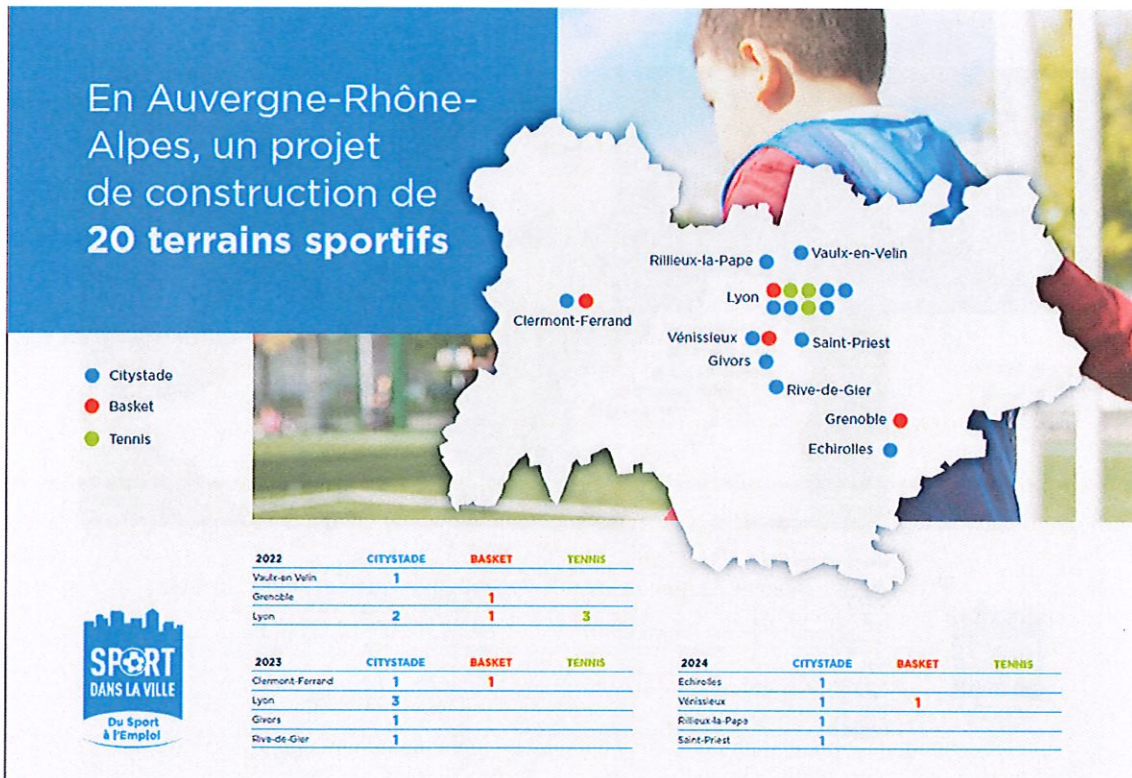 En Auvergne-Rhône-
Alpes, un projet
de construction de
20 terrains sportifs
Citystade
Basket
Tennis
Rillieux-la-Pape
Vaulx-en-Velin
Lyon
Clermont-Ferrand
Vénissieux
Saint-Priest
Givors
Rive-de-Gier
Grenoble
Echirolles
2022 CITYSTADE BASKET TENNIS
Vaulx-en Velin 1
Grenoble 1
Lyon 2 1 3
2023 CITYSTADE BASKET TENNIS
Clermont-Ferrand 1 1
Lyon 3
Givors 1
Rive-de-Gier 1
2024 CITYSTADE BASKET TENNIS
Echirolles 1
Vénissieux 1 1
Rillieux-la-Pape 1
Saint-Priest 1
SPORT
DANS LA VILLE
Du Sport
à l'Emploi